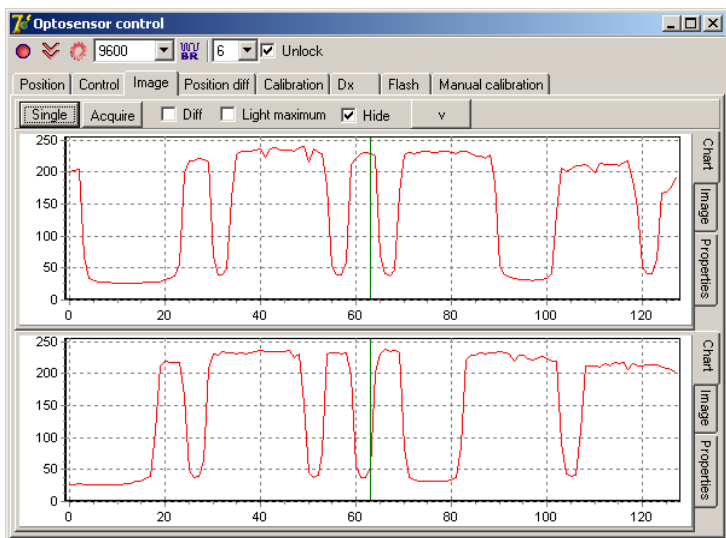 Optosensor control
9600 BR 6 Unlock
Position Control Image Position diff Calibration Dx Flash Manual calibration
Single Acquire Diff Light maximum Hide v
250
200
150
100
50
0
0 20 40 60 80 100 120
Chart
Image
Properties
250
200
150
100
50
0
0 20 40 60 80 100 120
Chart
Image
Properties